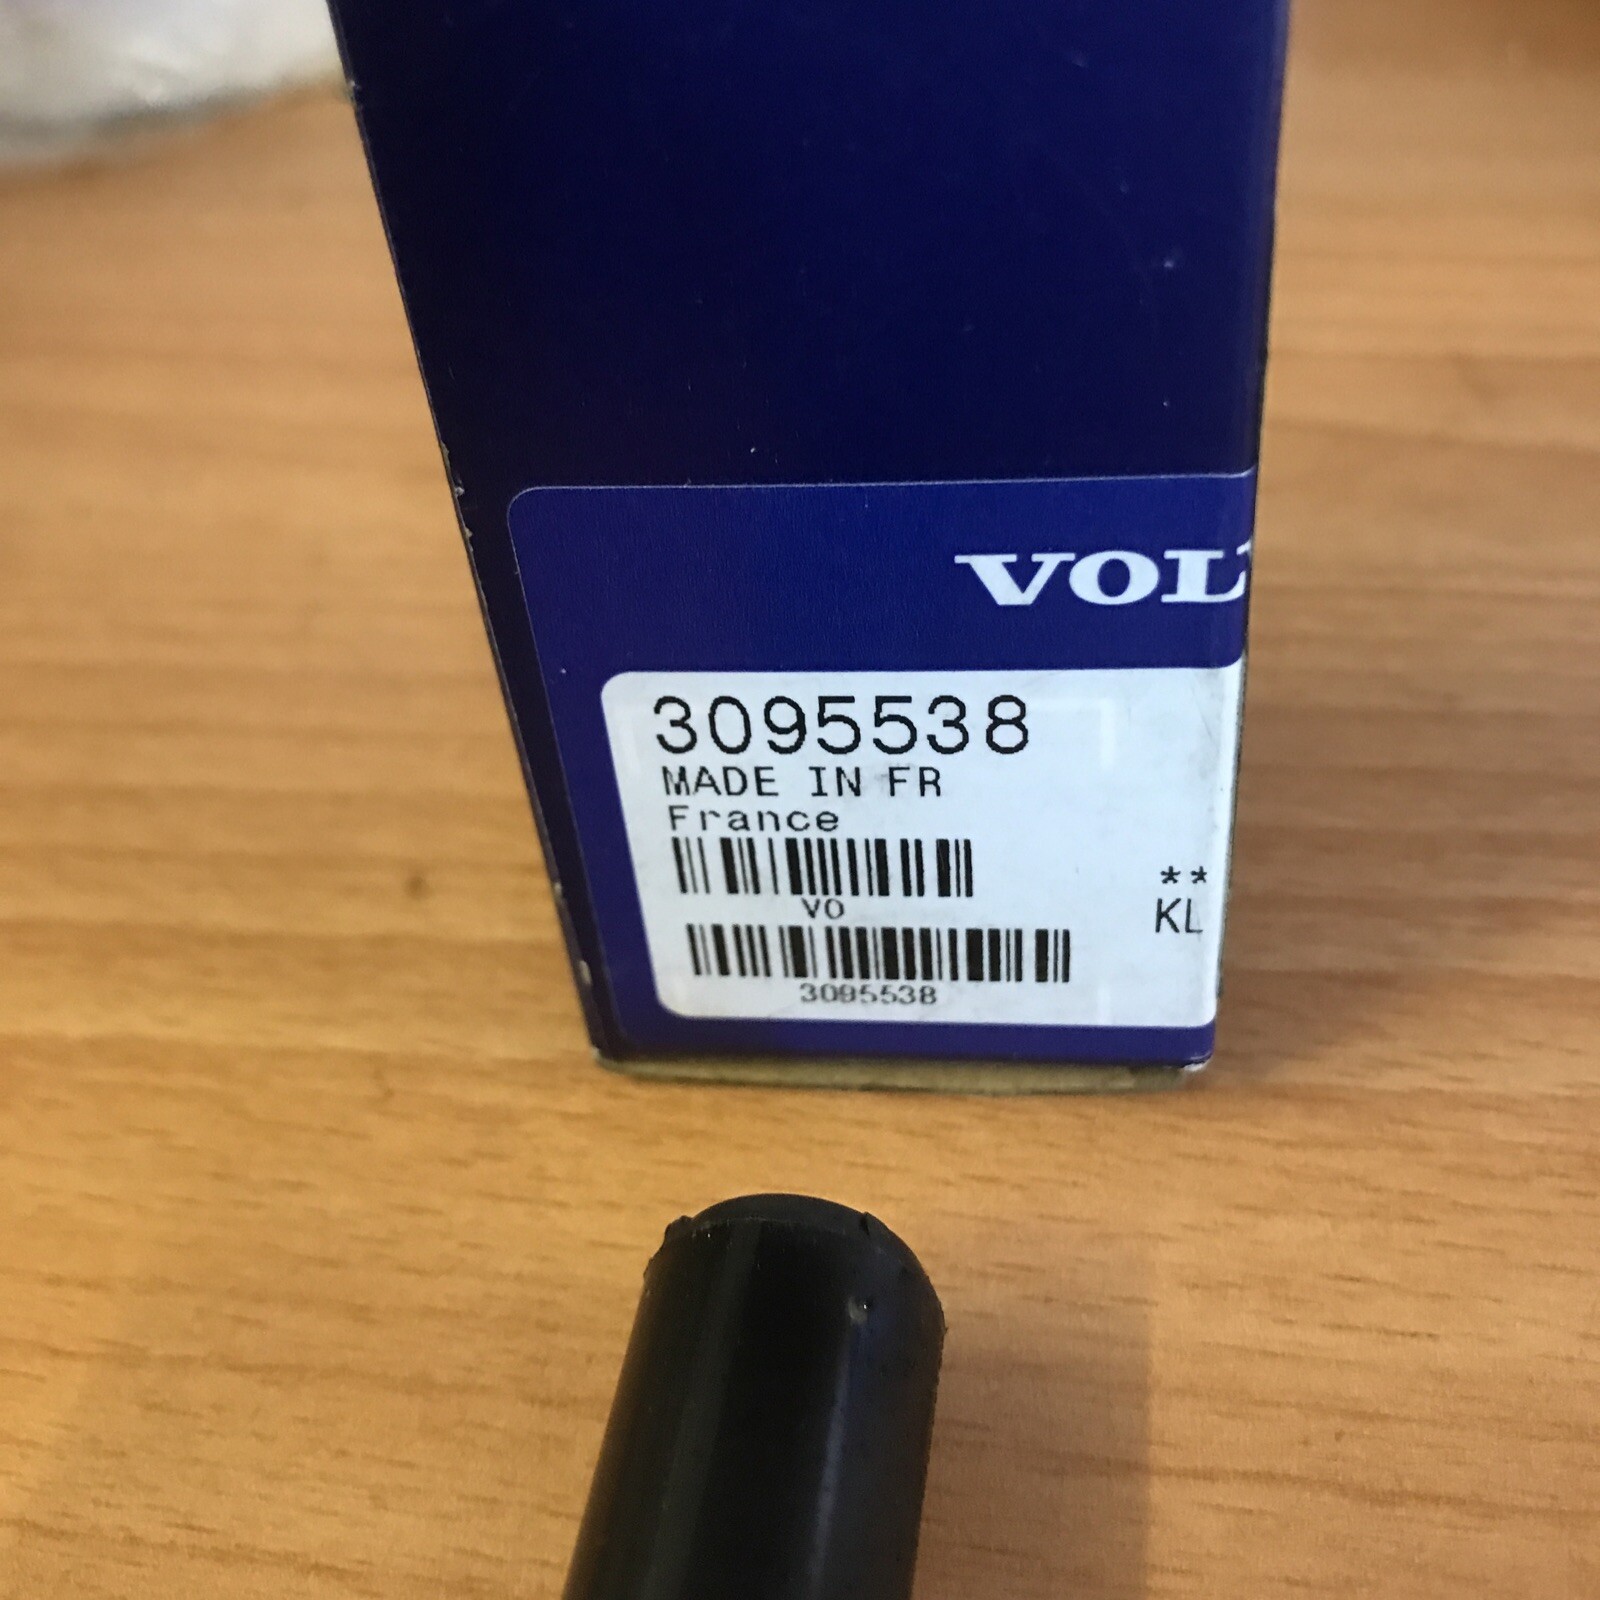 VOL
3095538
MADE IN FR
France
**
VO
KL
3095538